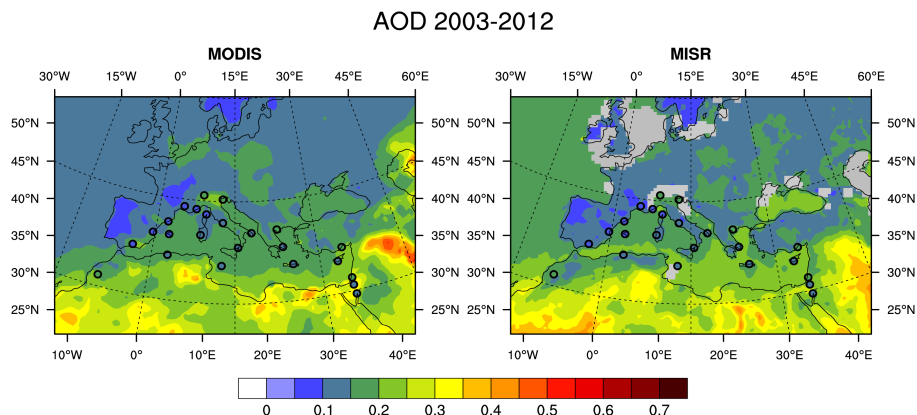 AOD 2003-2012
MODIS MISR
30°W 15°W 0° 15°E 30°E 45°E 60°E 30°W 15°W 0° 15°E 30°E 45°E 60°E
50°N 50°N 50°N 50°N
45°N 45°N 45°N 45°N
40°N 40°N 40°N 40°N
35°N 35°N 35°N 35°N
30°N 30°N 30°N 30°N
25°N 25°N 25°N 25°N
10°W 0° 10°E 20°E 30°E 40°E 10°W 0° 10°E 20°E 30°E 40°E
0 0.1 0.2 0.3 0.4 0.5 0.6 0.7